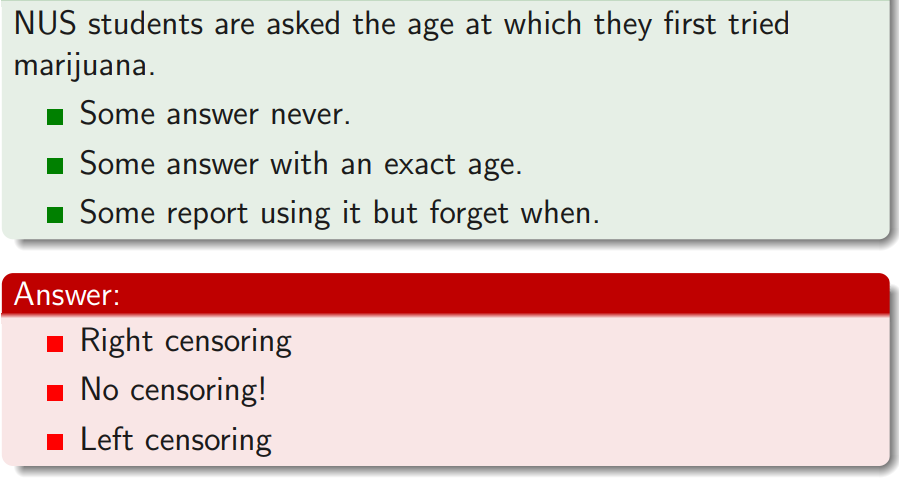 NUS students are asked the age at which they first tried
marijuana.
Some answer never.
Some answer with an exact age.
Some report using it but forget when.
Answer:
Right censoring
No censoring!
Left censoring